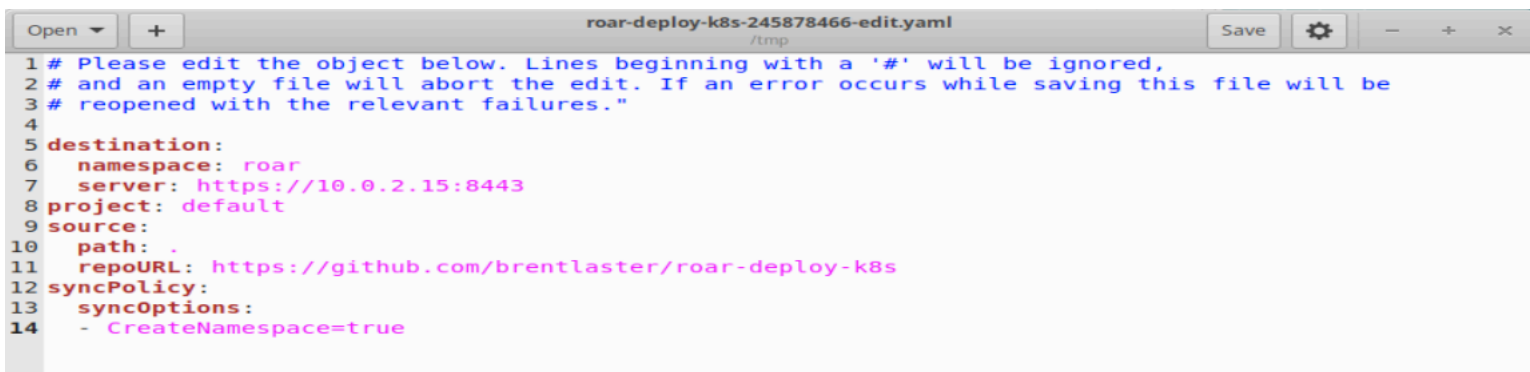 Open
+
roar-deploy-k8s-245878466-edit.yaml
/tmp
Save
1 # Please edit the object below. Lines beginning with a '#' will be ignored,
2 # and an empty file will abort the edit. If an error occurs while saving this file will be
3 # reopened with the relevant failures."
4
5 destination:
6   namespace: roar
7   server: https://10.0.2.15:8443
8 project: default
9 source:
10   path: .
11   repoURL: https://github.com/brentlaster/roar-deploy-k8s
12 syncPolicy:
13   syncOptions:
14   - CreateNamespace=true